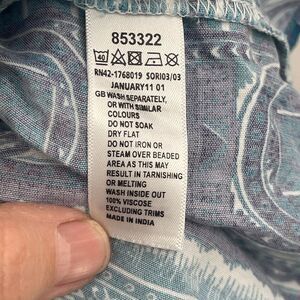 853322
40
RN42-1768019 SORI03/03
JANUARY11 01
GB WASH SEPARATELY,
OR WITH SIMILAR
COLOURS
DO NOT SOAK
DRY FLAT
DO NOT IRON OR
STEAM OVER BEADED
AREA AS THIS MAY
RESULT IN TARNISHING
OR MELTING
WASH INSIDE OUT
100% VISCOSE
EXCLUDING TRIMS
MADE IN INDIA